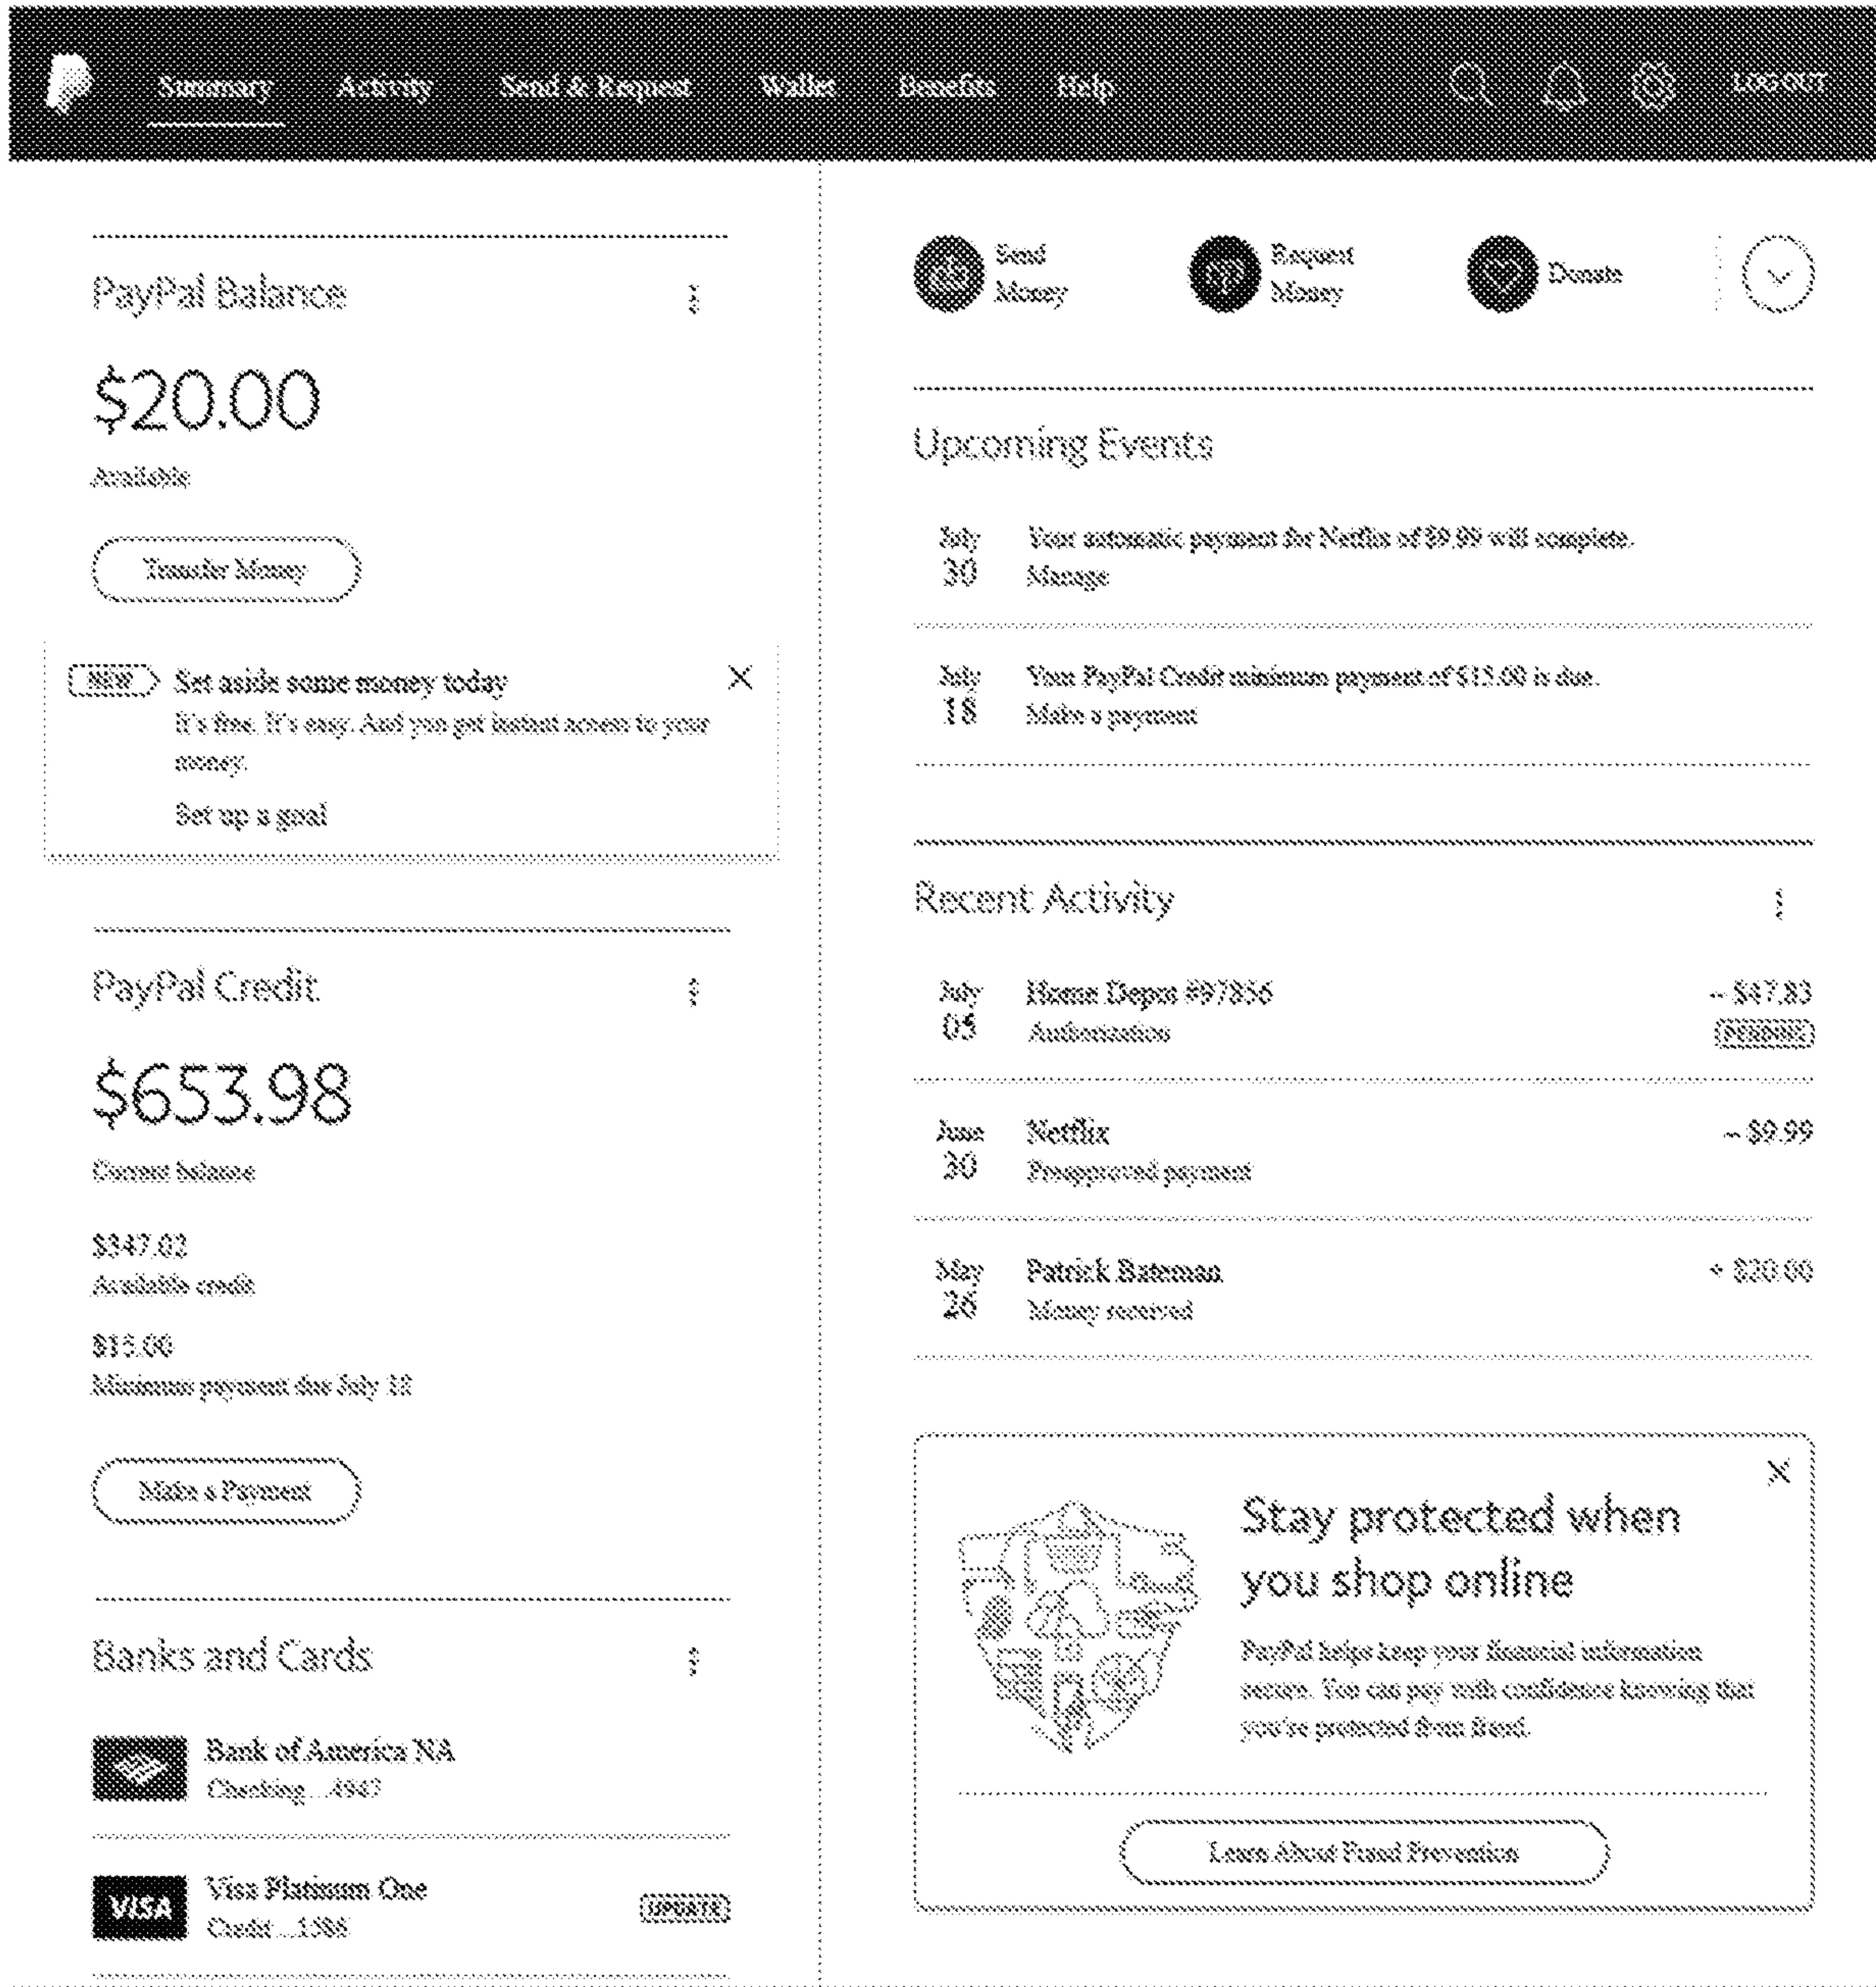 Summary
Activity
Send & Request
Wallet
Benefits
Help
LOG OUT
PayPal Balance
$20.00
Available
Transfer Money
NEW
Set aside some money today
It's free. It's easy. And you get instant access to your
money.
Set up a goal
PayPal Credit
$653.98
Current balance
$347.02
Available credit
$15.00
Minimum payment due July 18
Make a Payment
Banks and Cards
Bank of America NA
Checking ...4947
VISA
Visa Platinum One
Credit ...1586
UPDATE
Send
Money
Request
Money
Donate
Upcoming Events
July
30
Your automatic payment for Netflix of $9.99 will complete.
Manage
July
18
Your PayPal Credit minimum payment of $15.00 is due.
Make a payment
Recent Activity
July
05
Home Depot #97856
Authorization
- $47.83
PENDING
June
30
Netflix
Preapproved payment
- $9.99
May
26
Patrick Bateman
Money received
+ $20.00
Stay protected when
you shop online
PayPal helps keep your financial information
secure. You can pay with confidence knowing that
you're protected from fraud.
Learn About Fraud Prevention